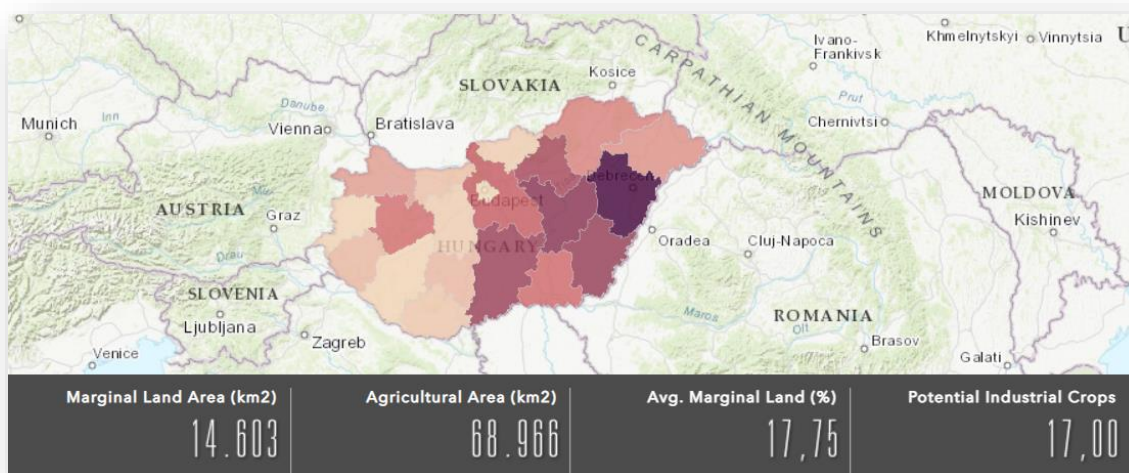 Khmelnytskyi
Vinnytsia
U
Ivano-
Frankivsk
CARPATHIAN MOUNTAINS
Kosice
SLOVAKIA
Prut
Chernivtsi
Danube
Inn
Munich
Vienna
Bratislava
Debrecen
MOLDOVA
Kishinev
Mur
AUSTRIA
Graz
Budapest
HUNGARY
Oradea
Cluj-Napoca
Drau
SLOVENIA
Ljubljana
Zagreb
Maros
ROMANIA
Olt
Brasov
Venice
Galati
Marginal Land Area (km2)
14.603
Agricultural Area (km2)
68.966
Avg. Marginal Land (%)
17,75
Potential Industrial Crops
17,00